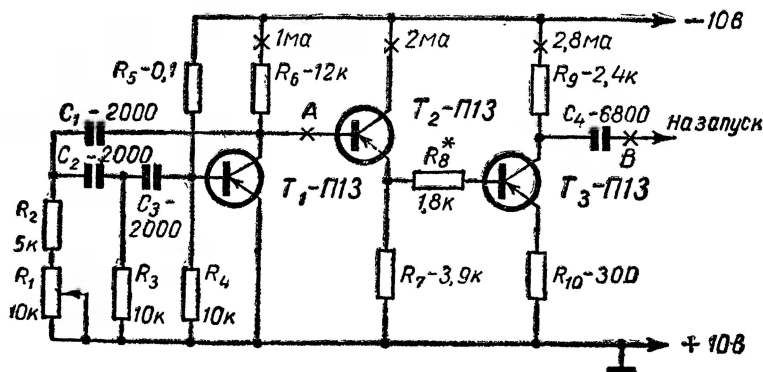 −10в
1ма
2ма
2,8ма
R5-0,1
R6-12к
R9-2,4к
C1-2000
A
T2-П13
C4-6800
На запуск
C2-2000
R8*
B
C3-2000
T1-П13
1,8к
T3-П13
R2
5к
R1
10к
R3
10к
R4
10к
R7-3,9к
R10-300
+ 10в